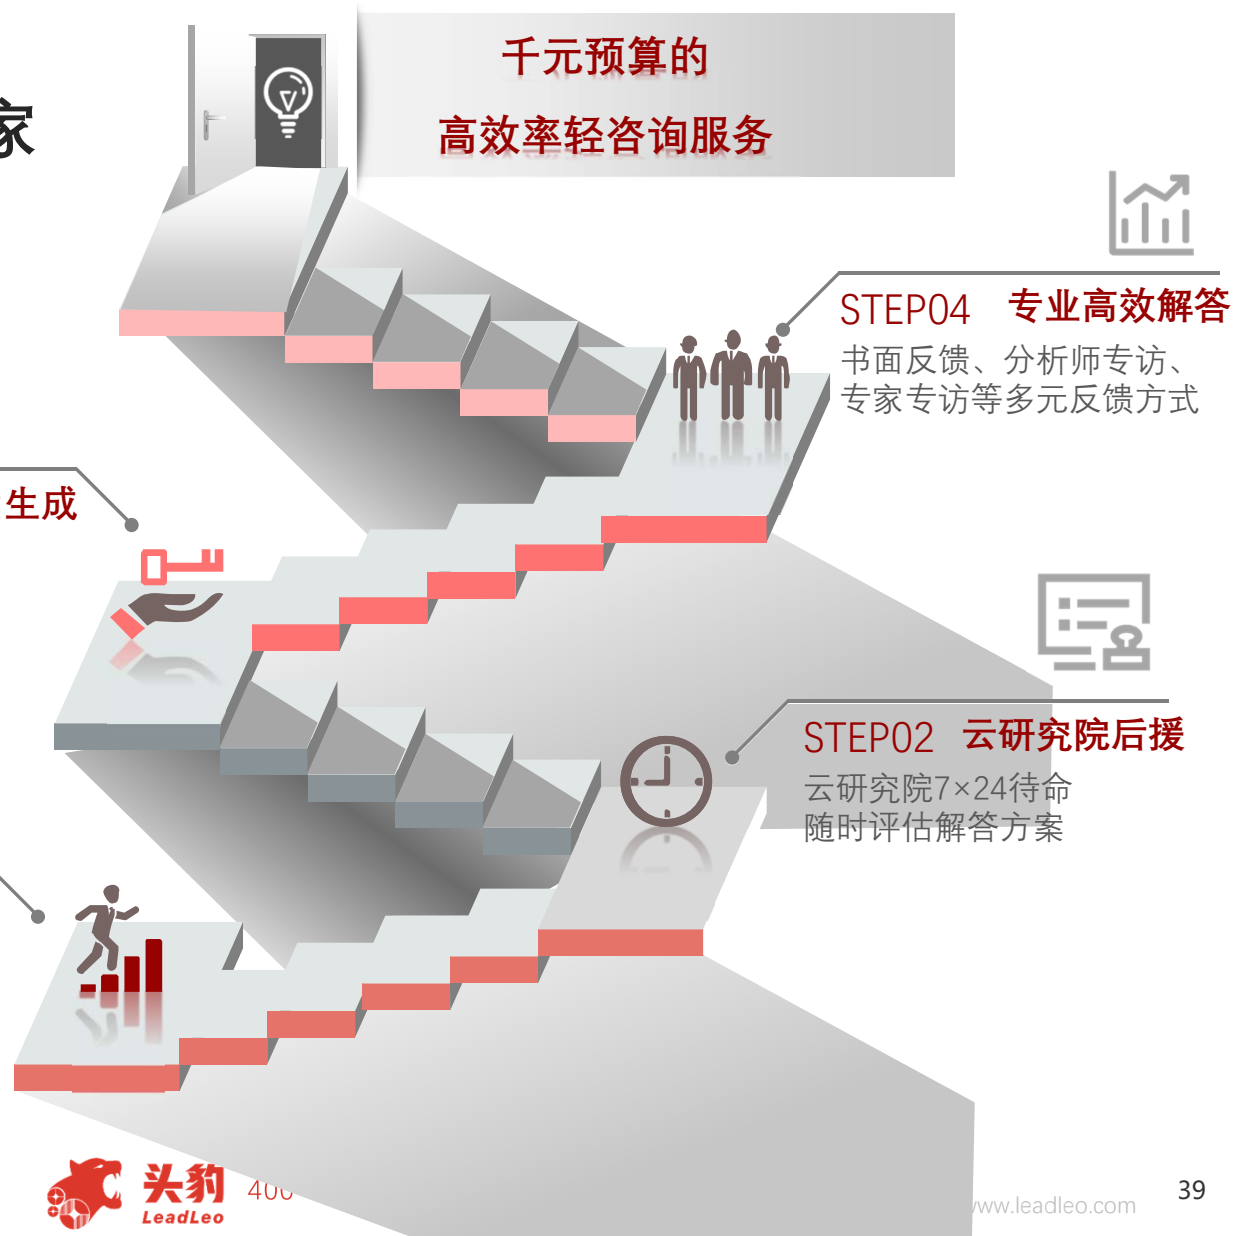 千元预算的
高效率轻咨询服务
家
STEP04 专业高效解答
书面反馈、分析师专访、
专家专访等多元反馈方式
生成
STEP02 云研究院后援
云研究院7×24待命
随时评估解答方案
头豹
LeadLeo
400
www.leadleo.com
39